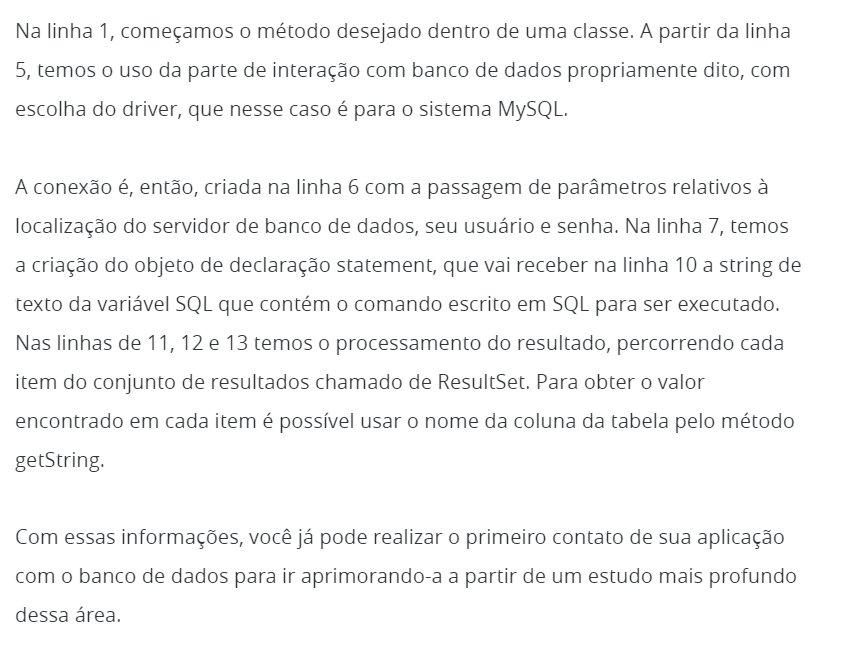 Na linha 1, começamos o método desejado dentro de uma classe. A partir da linha
5, temos o uso da parte de interação com banco de dados propriamente dito, com
escolha do driver, que nesse caso é para o sistema MySQL.
A conexão é, então, criada na linha 6 com a passagem de parâmetros relativos à
localização do servidor de banco de dados, seu usuário e senha. Na linha 7, temos
a criação do objeto de declaração statement, que vai receber na linha 10 a string de
texto da variável SQL que contém o comando escrito em SQL para ser executado.
Nas linhas de 11, 12 e 13 temos o processamento do resultado, percorrendo cada
item do conjunto de resultados chamado de ResultSet. Para obter o valor
encontrado em cada item é possível usar o nome da coluna da tabela pelo método
getString.
Com essas informações, você já pode realizar o primeiro contato de sua aplicação
com o banco de dados para ir aprimorando-a a partir de um estudo mais profundo
dessa área.